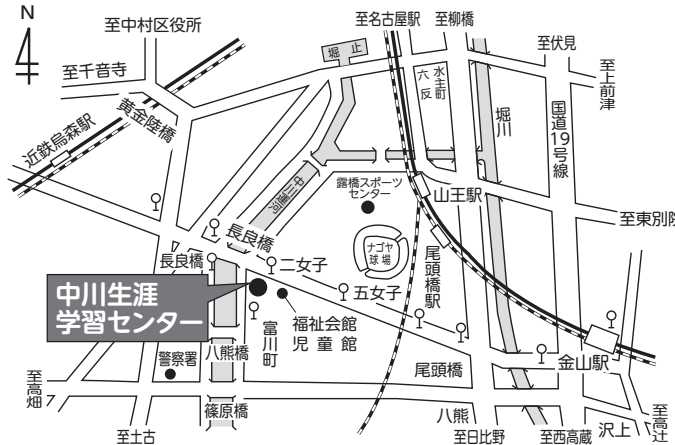 N
至中村区役所
至名古屋駅
至柳橋
至伏見
至千音寺
堀止
水主町
六反
至上前津
黄金陸橋
近鉄烏森駅
堀川
国道19号線
中川運河
露橋スポーツ
センター
山王駅
至東別院
長良橋
ナゴヤ
球場
長良橋
二女子
尾頭橋駅
五女子
中川生涯
学習センター
富川町
福祉会館
児童館
八熊橋
警察署
尾頭橋
金山駅
至高畑
篠原橋
八熊
至土古
至日比野
至西高蔵
沢上
至高辻